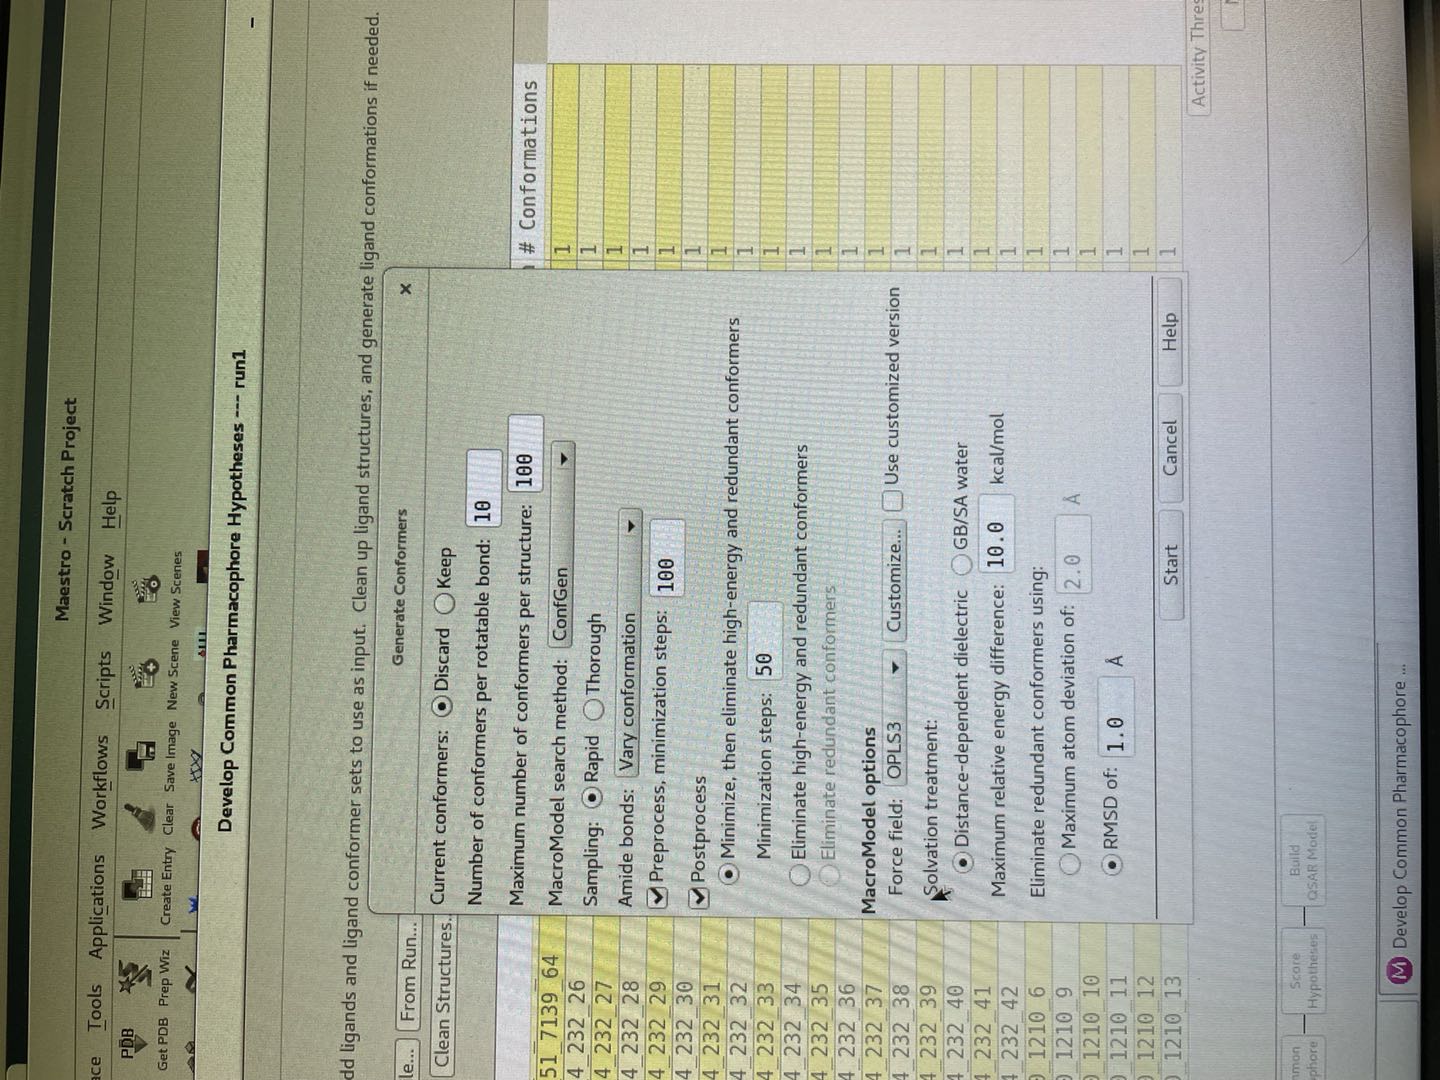 Maestro - Scratch Project
Tools Applications Workflows Scripts Window Help
PDB
Get PDB Prep Wiz Create Entry Clear Save Image New Scene View Scenes
Develop Common Pharmacophore Hypotheses --- run1
dd ligands and ligand conformer sets to use as input. Clean up ligand structures, and generate ligand conformations if needed.
Generate Conformers
le... From Run...
Clean Structures..
Current conformers: Discard Keep
Number of conformers per rotatable bond: 10
Maximum number of conformers per structure: 100
# Conformations
MacroModel search method: ConfGen
Sampling: Rapid Thorough
Amide bonds: Vary conformation
Preprocess, minimization steps: 100
Postprocess
Minimize, then eliminate high-energy and redundant conformers
Minimization steps: 50
Eliminate high-energy and redundant conformers
Eliminate redundant conformers
MacroModel options
Force field: OPLS3 Customize... Use customized version
Solvation treatment:
Distance-dependent dielectric GB/SA water
Maximum relative energy difference: 10.0 kcal/mol
Eliminate redundant conformers using:
Maximum atom deviation of: 2.0 Å
RMSD of: 1.0 Å
Start Cancel Help
51_7139_64 1
4_232_26 1
4_232_27 1
4_232_28 1
4_232_29 1
4_232_30 1
4_232_31 1
4_232_32 1
4_232_33 1
4_232_34 1
4_232_35 1
4_232_36 1
4_232_37 1
4_232_38 1
4_232_39 1
4_232_40 1
4_232_41 1
4_232_42 1
0_1210_6 1
0_1210_9 1
0_1210_10 1
0_1210_11 1
0_1210_12 1
0_1210_13 1
Activity Thres
Score
Hypotheses
Build
QSAR Model
M Develop Common Pharmacophore ...